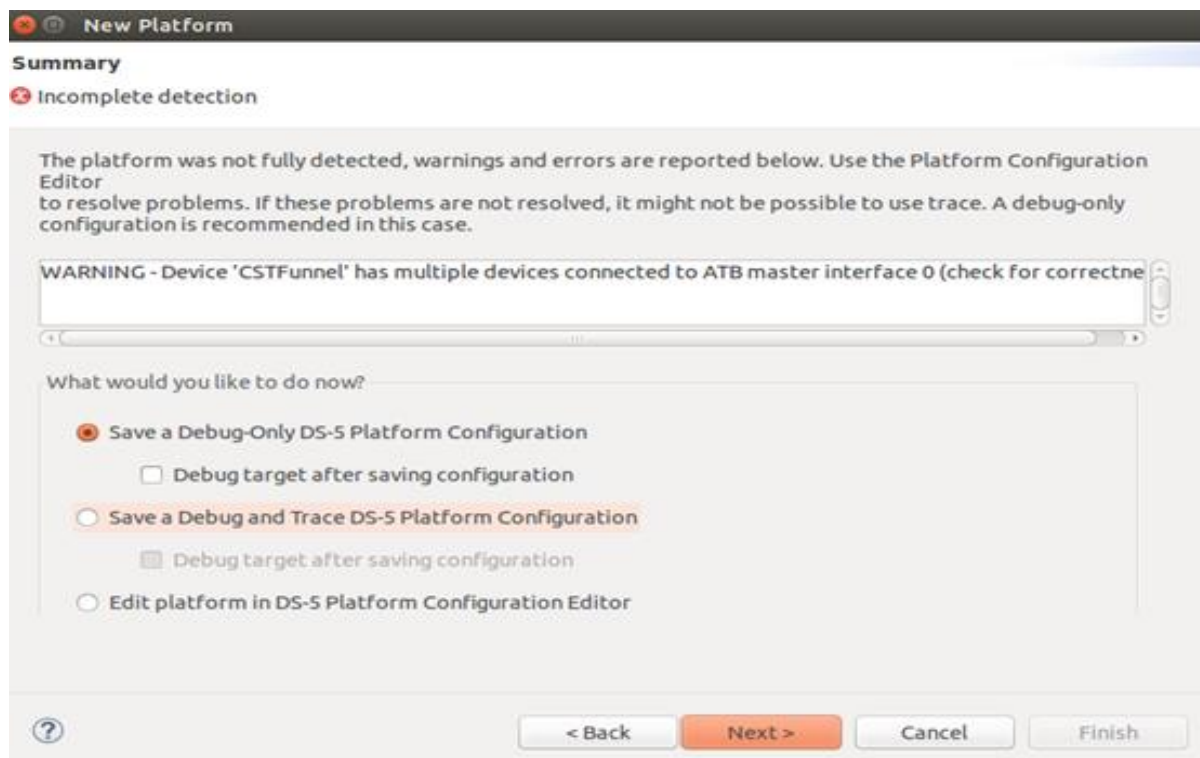 New Platform
Summary
Incomplete detection
The platform was not fully detected, warnings and errors are reported below. Use the Platform Configuration
Editor
to resolve problems. If these problems are not resolved, it might not be possible to use trace. A debug-only
configuration is recommended in this case.
WARNING - Device 'CSTFunnel' has multiple devices connected to ATB master interface 0 (check for correctne
What would you like to do now?
Save a Debug-Only DS-5 Platform Configuration
Debug target after saving configuration
Save a Debug and Trace DS-5 Platform Configuration
Debug target after saving configuration
Edit platform in DS-5 Platform Configuration Editor
? < Back Next > Cancel Finish